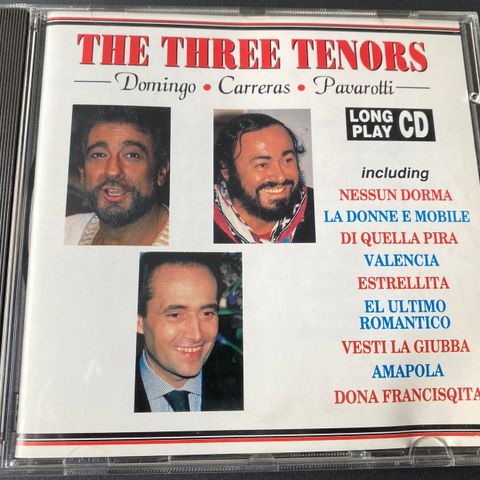 THE THREE TENORS
Domingo • Carreras • Pavarotti
LONG
PLAY CD
including
NESSUN DORMA
LA DONNE E MOBILE
DI QUELLA PIRA
VALENCIA
ESTRELLITA
EL ULTIMO
ROMANTICO
VESTI LA GIUBBA
AMAPOLA
DONA FRANCISQITA